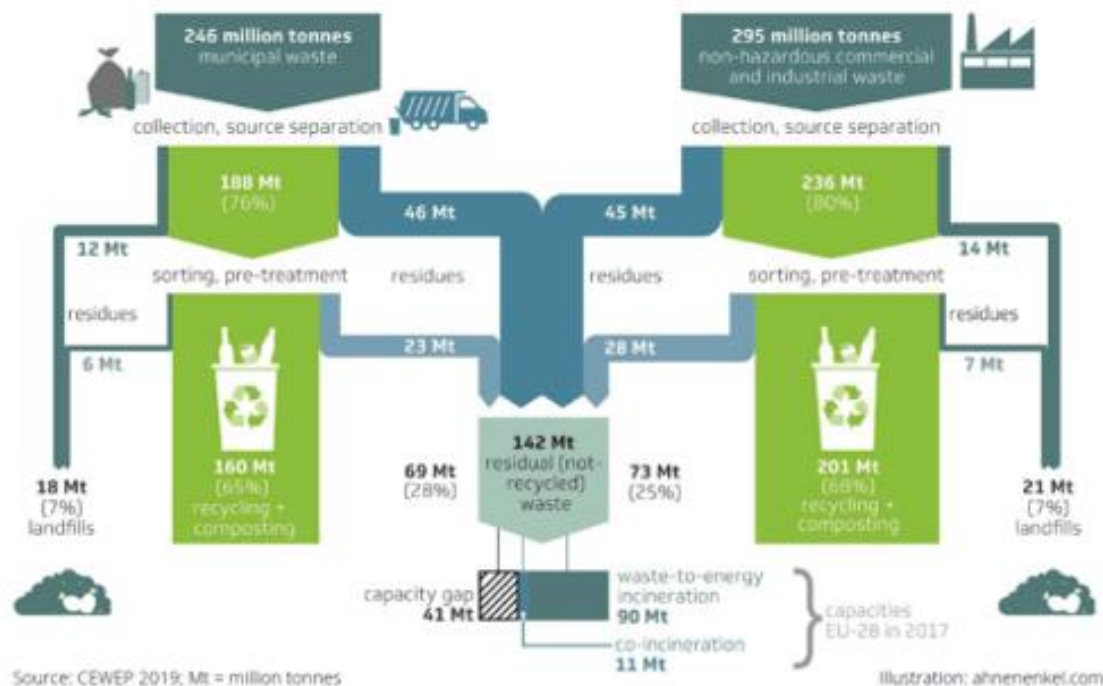 246 million tonnes
municipal waste
295 million tonnes
non-hazardous commercial
and industrial waste
collection, source separation
collection, source separation
188 Mt
(76%)
46 Mt
45 Mt
236 Mt
(80%)
12 Mt
14 Mt
sorting, pre-treatment
residues
residues
sorting, pre-treatment
residues
residues
6 Mt
23 Mt
28 Mt
7 Mt
142 Mt
residual (not-
recycled)
waste
160 Mt
(65%)
recycling +
composting
69 Mt
(28%)
73 Mt
(25%)
201 Mt
(68%)
recycling +
composting
18 Mt
(7%)
landfills
21 Mt
(7%)
landfills
capacity gap
41 Mt
waste-to-energy
incineration
90 Mt
co-incineration
11 Mt
capacities
EU-28 in 2017
Source: CEWEP 2019; Mt = million tonnes
Illustration: ahnenenkel.com